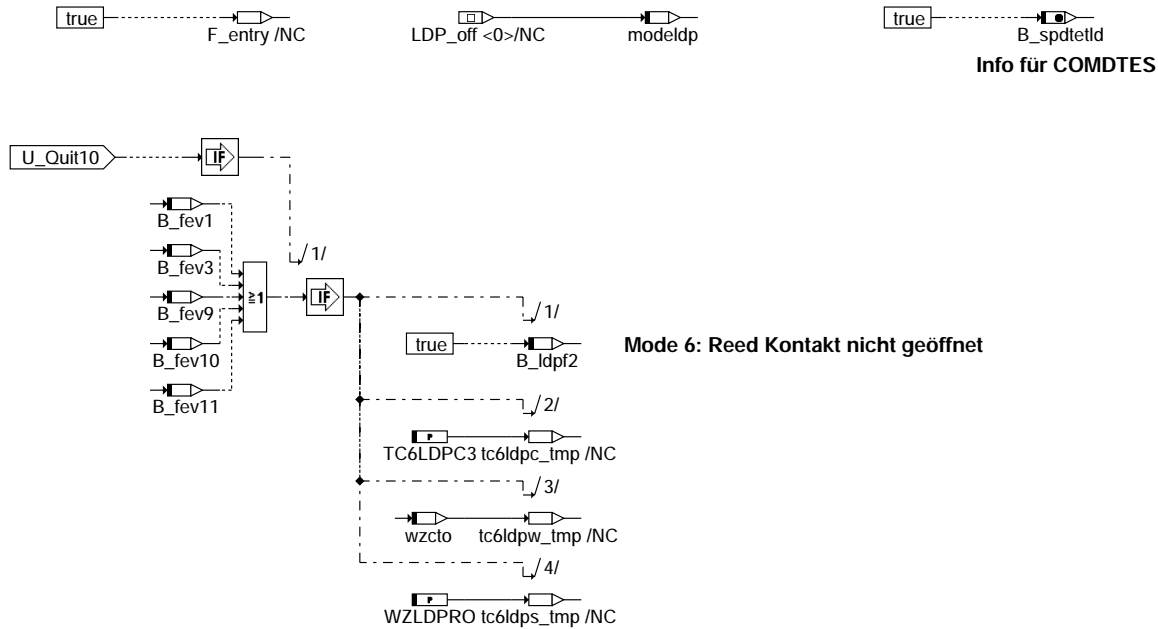 true
F_entry /NC
LDP_off <0>/NC
modeldp
true
B_spdtetld
Info für COMDTES
U_Quit10
IF
B_fev1
/1/
B_fev3
≥1
IF
B_fev9
/1/
B_fev10
true
B_ldpf2
Mode 6: Reed Kontakt nicht geöffnet
B_fev11
/2/
P
TC6LDPC3 tc6ldpc_tmp /NC
/3/
wzcto
tc6ldpw_tmp /NC
/4/
P
WZLDPRO tc6ldps_tmp /NC